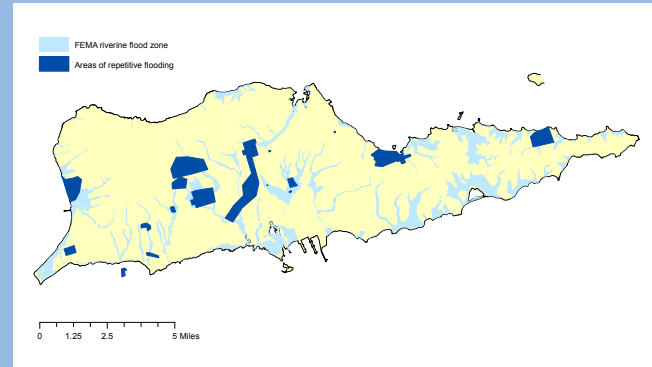 FEMA riverine flood zone
Areas of repetitive flooding
0 1.25 2.5 5 Miles